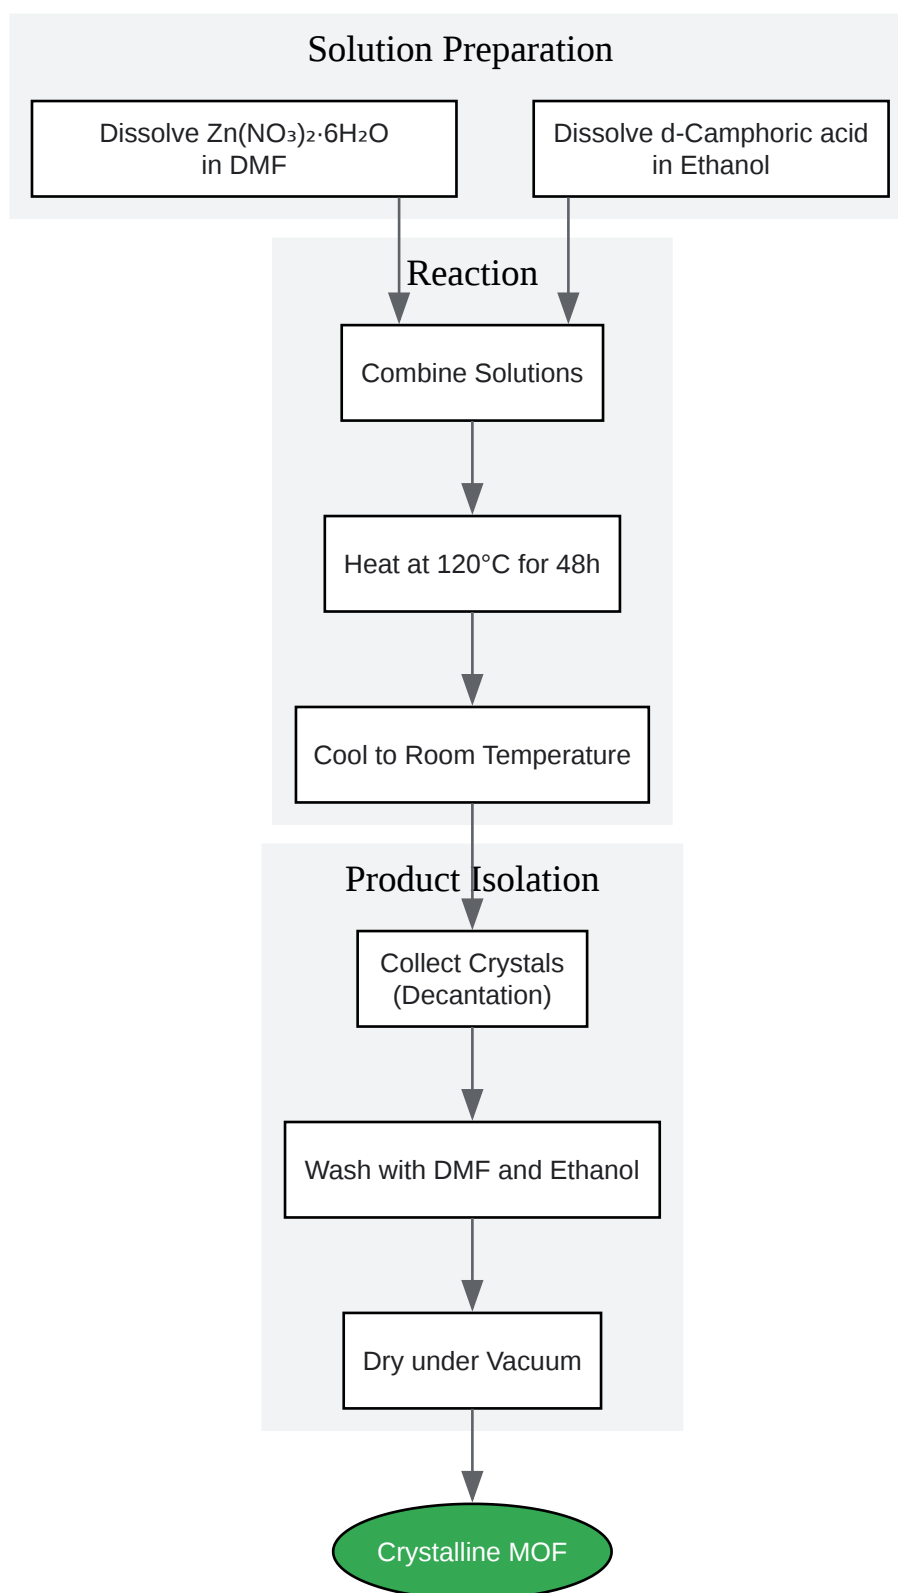 Solution Preparation
Dissolve Zn(NO₃)₂·6H₂O
in DMF
Dissolve d-Camphoric acid
in Ethanol
Reaction
Combine Solutions
Heat at 120°C for 48h
Cool to Room Temperature
Product Isolation
Collect Crystals
(Decantation)
Wash with DMF and Ethanol
Dry under Vacuum
Crystalline MOF